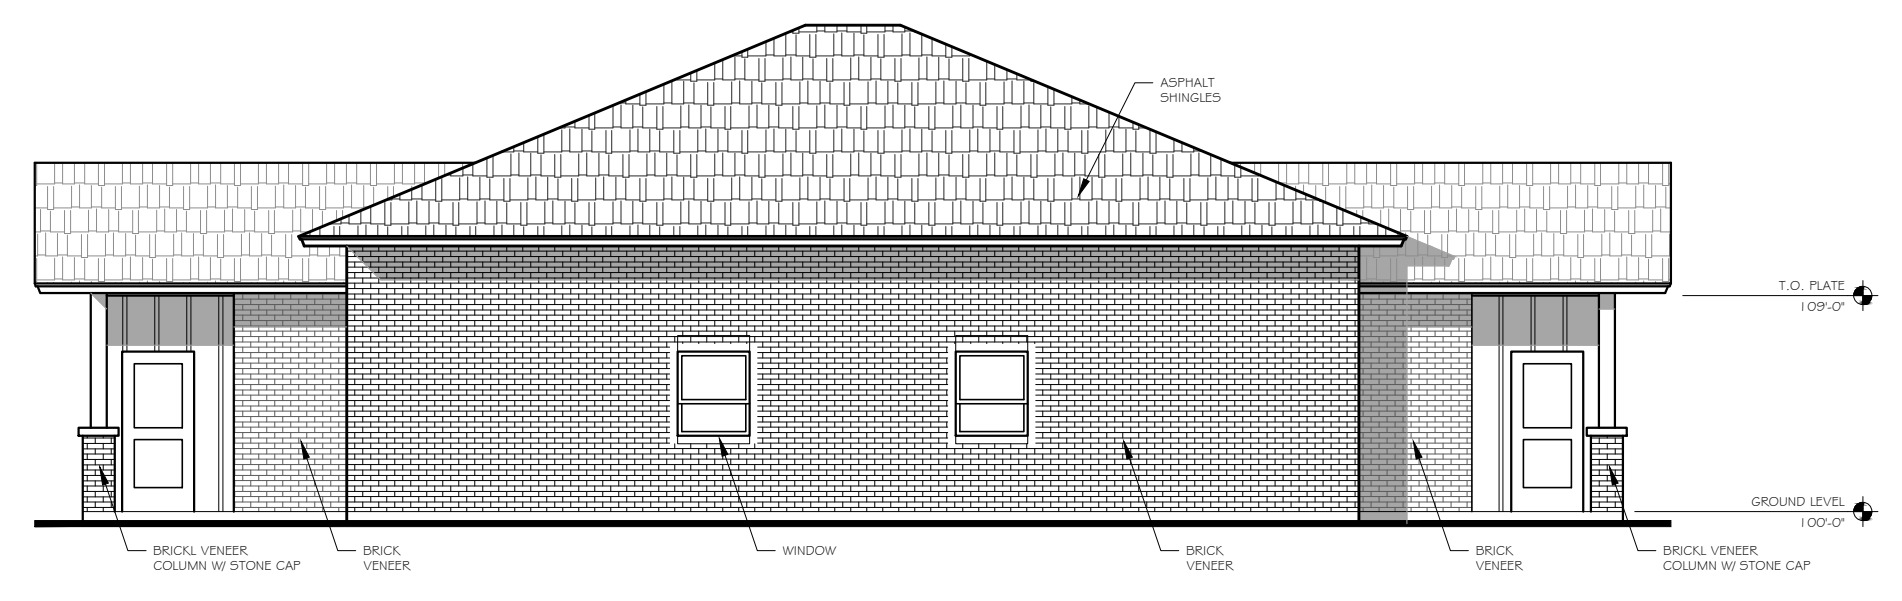 ASPHALT
SHINGLES
T.O. PLATE
109'-0"
GROUND LEVEL
100'-0"
BRICKL VENEER
COLUMN W/ STONE CAP
BRICK
VENEER
WINDOW
BRICK
VENEER
BRICK
VENEER
BRICKL VENEER
COLUMN W/ STONE CAP